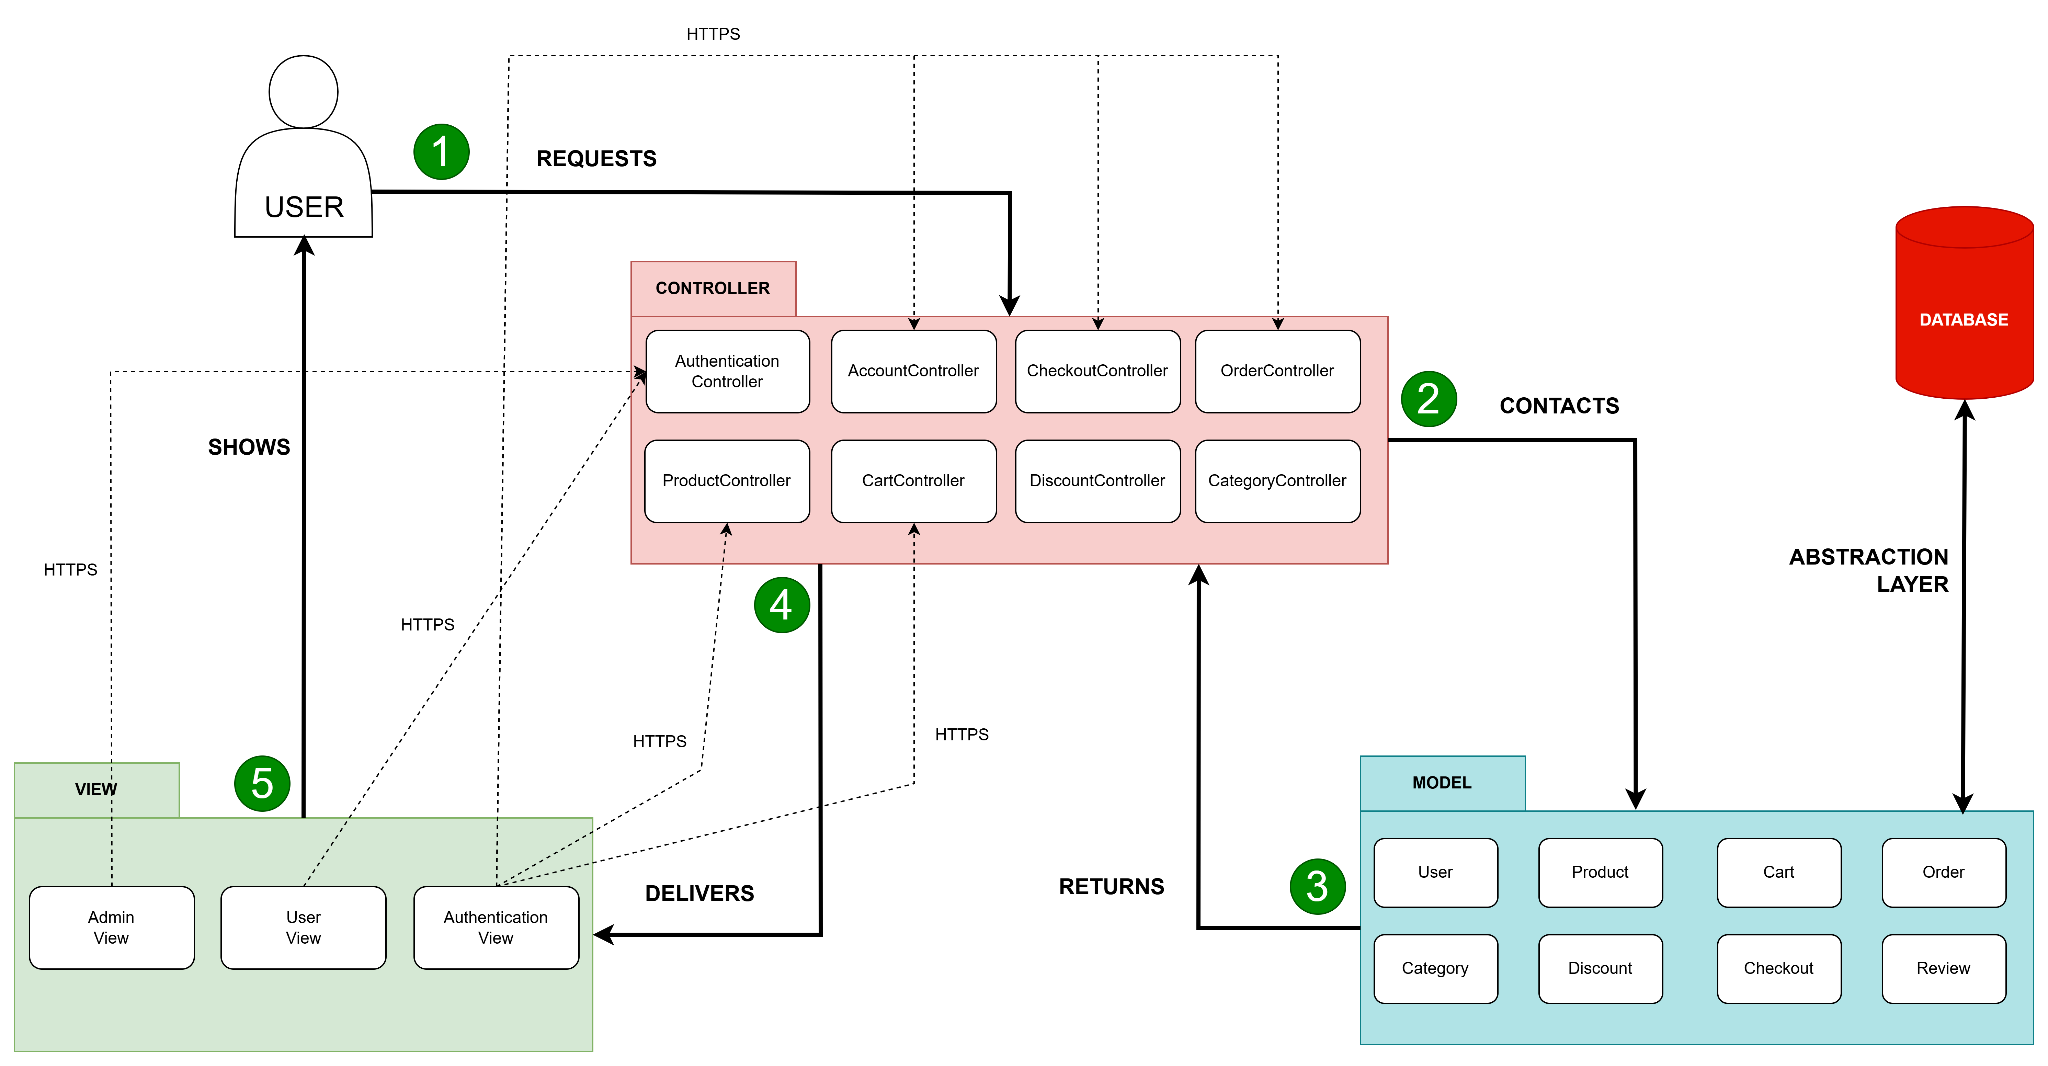 HTTPS
1
REQUESTS
USER
CONTROLLER
DATABASE
Authentication
Controller
AccountController
CheckoutController
OrderController
2
CONTACTS
SHOWS
ProductController
CartController
DiscountController
CategoryController
HTTPS
ABSTRACTION
LAYER
4
HTTPS
HTTPS
HTTPS
5
VIEW
MODEL
User
Product
Cart
Order
3
RETURNS
DELIVERS
Admin
View
User
View
Authentication
View
Category
Discount
Checkout
Review